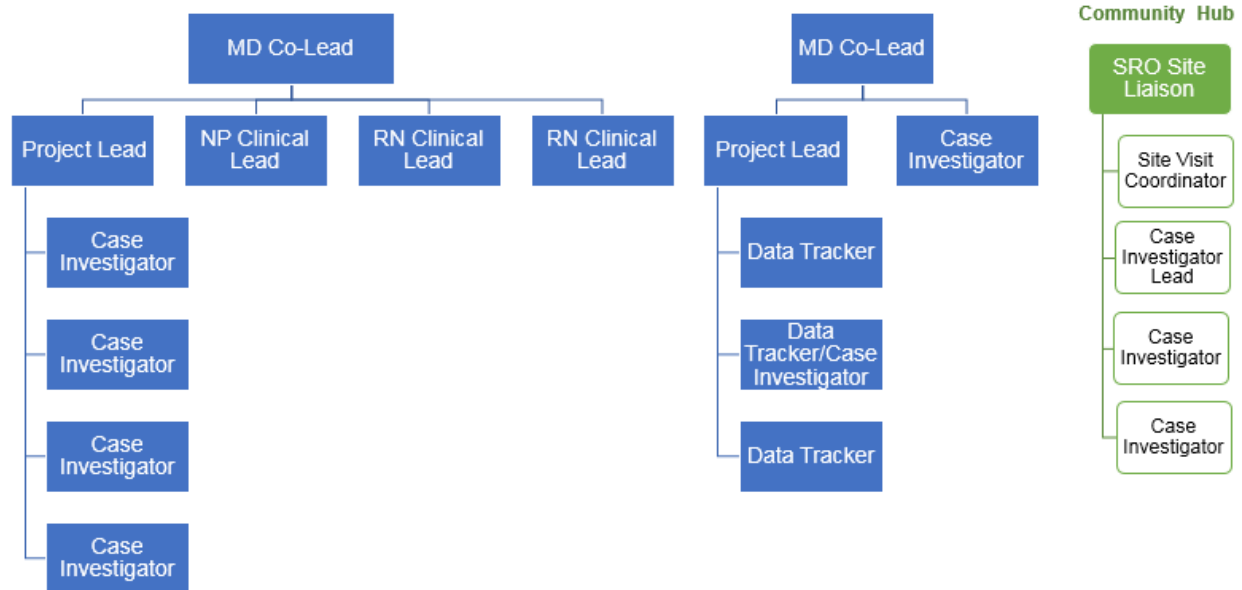 MD Co-Lead
Project Lead
NP Clinical
Lead
RN Clinical
Lead
RN Clinical
Lead
Case
Investigator
Case
Investigator
Case
Investigator
Case
Investigator
MD Co-Lead
Project Lead
Case
Investigator
Data Tracker
Data
Tracker/Case
Investigator
Data Tracker
Community Hub
SRO Site
Liaison
Site Visit
Coordinator
Case
Investigator
Lead
Case
Investigator
Case
Investigator